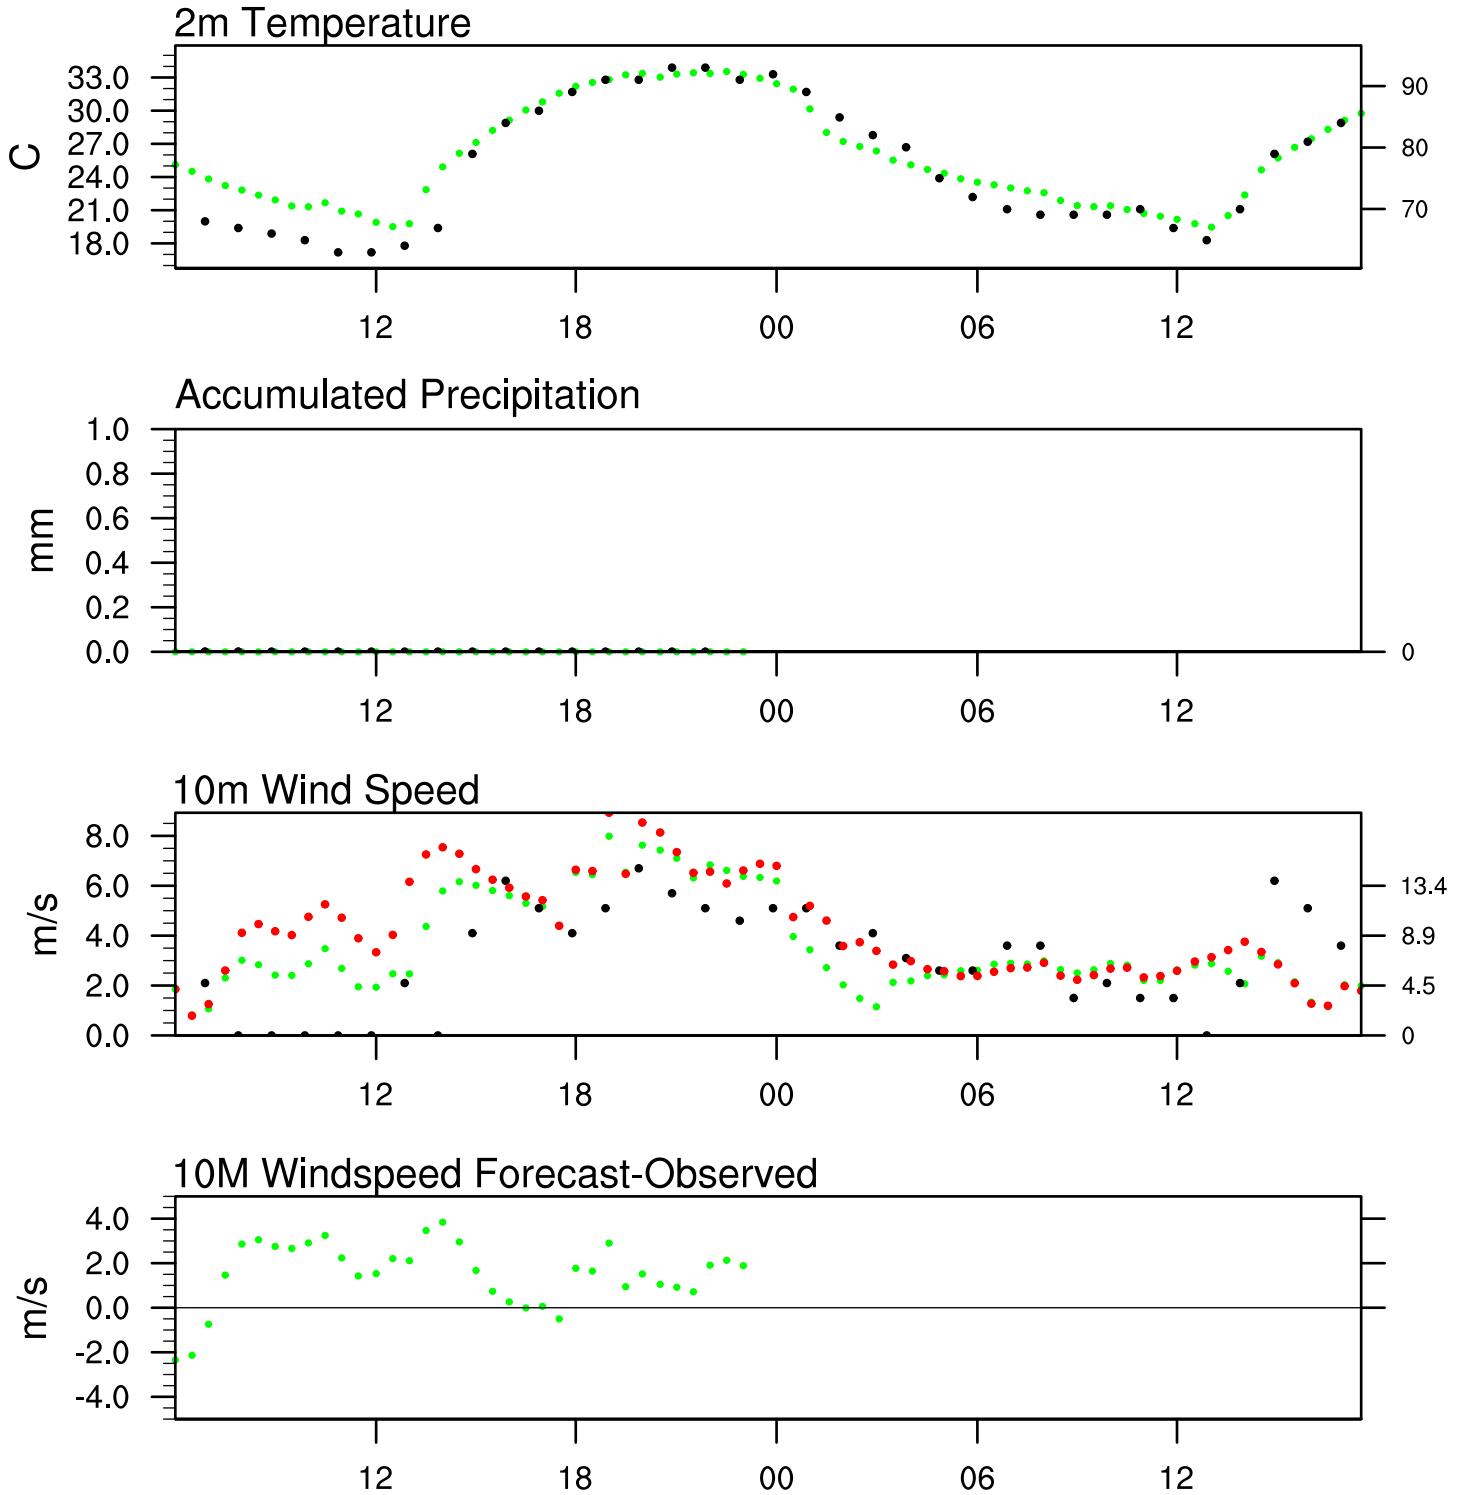 2m Temperature
33.0
30.0
27.0
24.0
21.0
18.0
C
90
80
70
12 18 00 06 12
Accumulated Precipitation
1.0
0.8
0.6
0.4
0.2
0.0
mm
0
12 18 00 06 12
10m Wind Speed
8.0
6.0
4.0
2.0
0.0
m/s
13.4
8.9
4.5
0
12 18 00 06 12
10M Windspeed Forecast-Observed
4.0
2.0
0.0
-2.0
-4.0
m/s
12 18 00 06 12